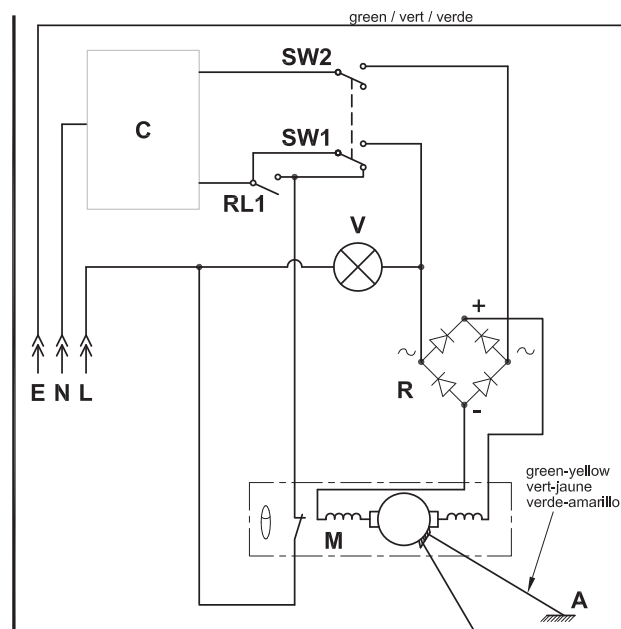 green / vert / verde
SW2
C
SW1
RL1
V
+
E N L
R
-
green-yellow
vert-jaune
verde-amarillo
M
A